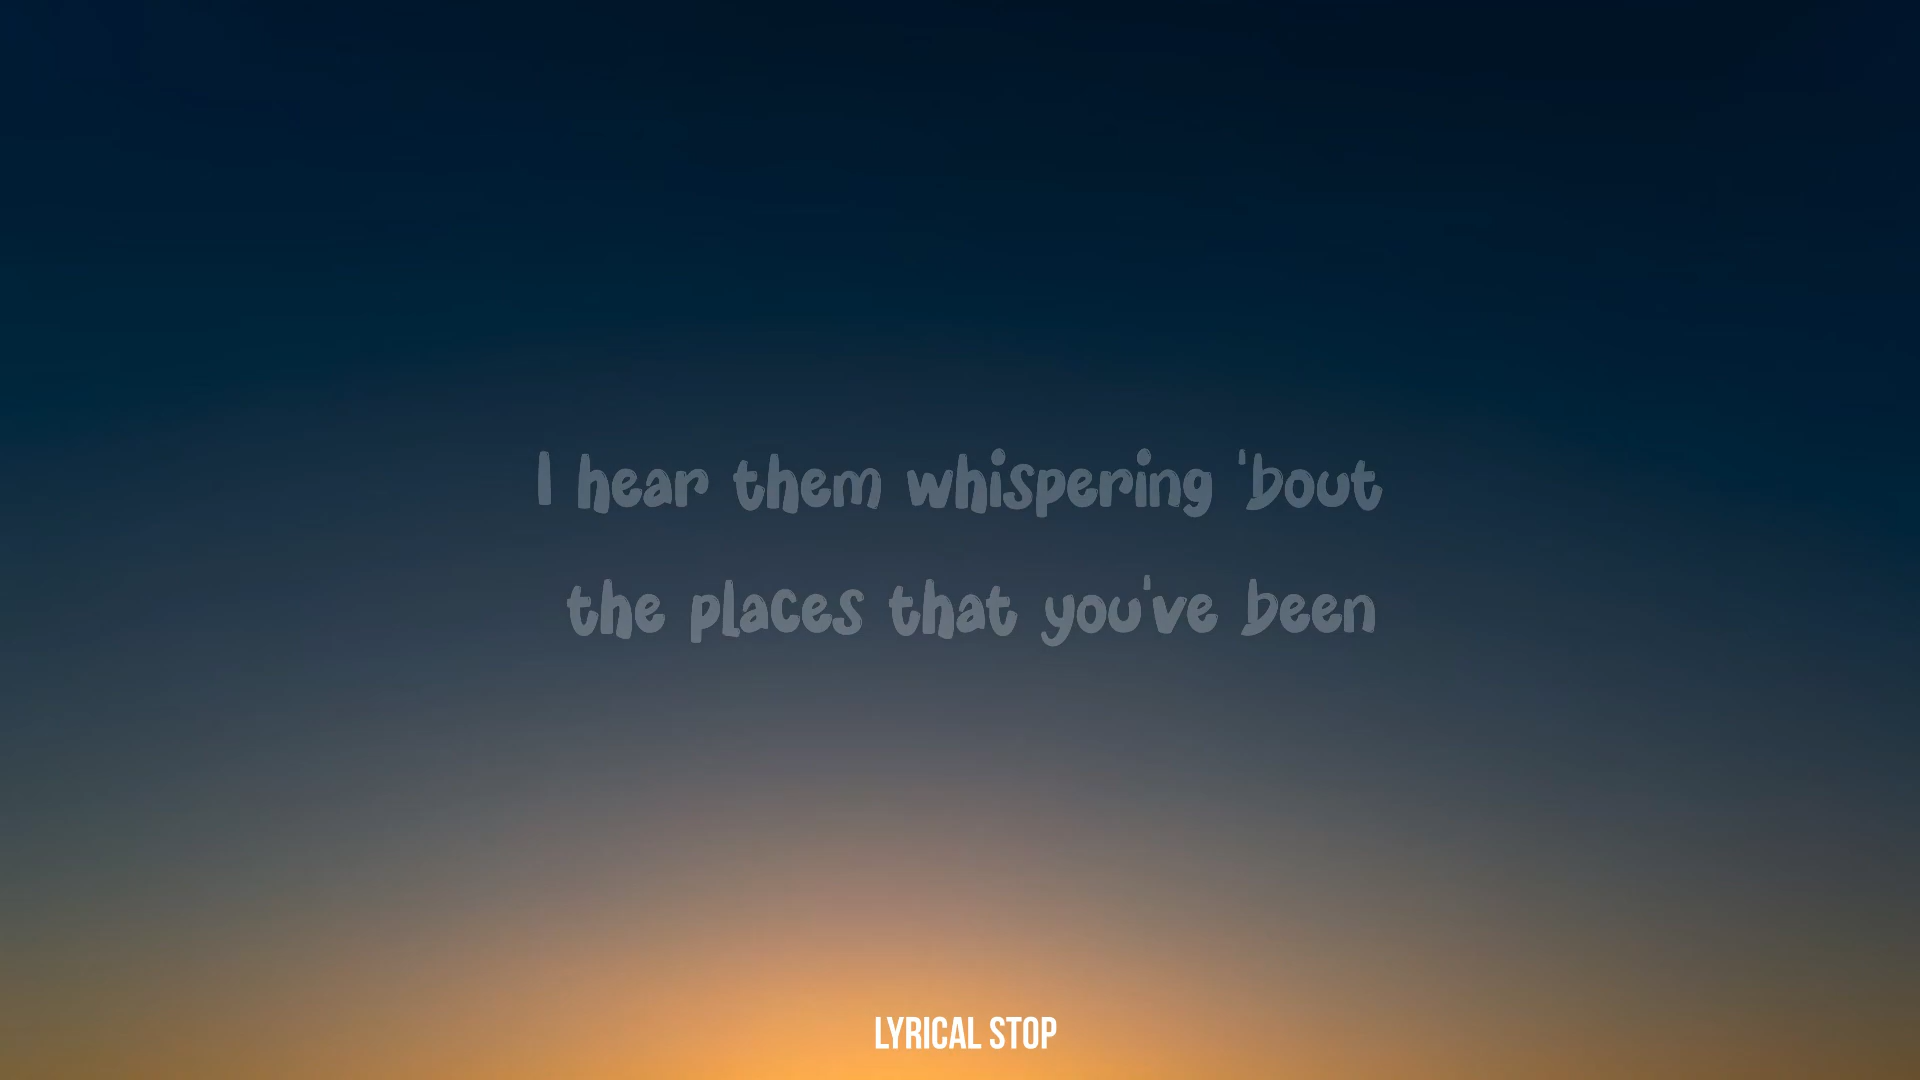 I hear them whispering 'bout
the places that you've been
LYRICAL STOP